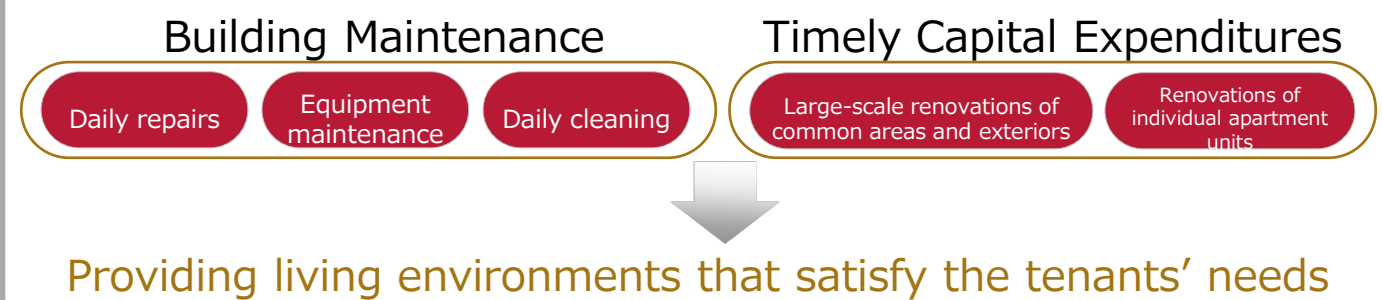 Building Maintenance
Timely Capital Expenditures
Daily repairs
Equipment
maintenance
Daily cleaning
Large-scale renovations of
common areas and exteriors
Renovations of
individual apartment
units
Providing living environments that satisfy the tenants’ needs